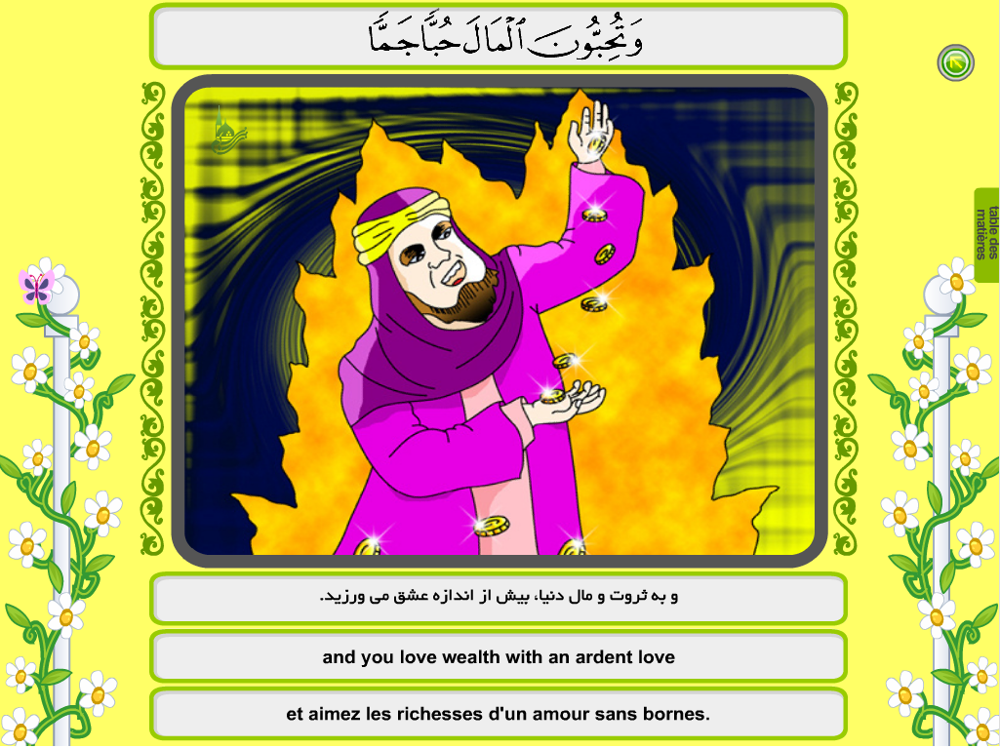 وَتُحِبُّونَ ٱلْمَالَ حُبًّا جَمًّا
table des
matières
و به ثروت و مال دنیا، بیش از اندازه عشق می ورزید.
and you love wealth with an ardent love
et aimez les richesses d'un amour sans bornes.